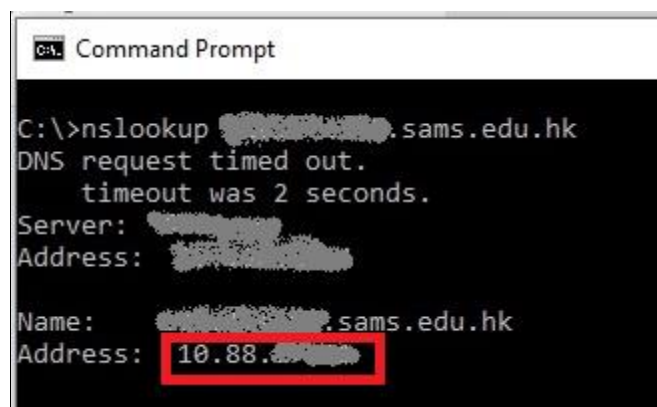 Command Prompt
C:\>nslookup .sams.edu.hk
DNS request timed out.
timeout was 2 seconds.
Server:
Address:
Name: .sams.edu.hk
Address: 10.88.